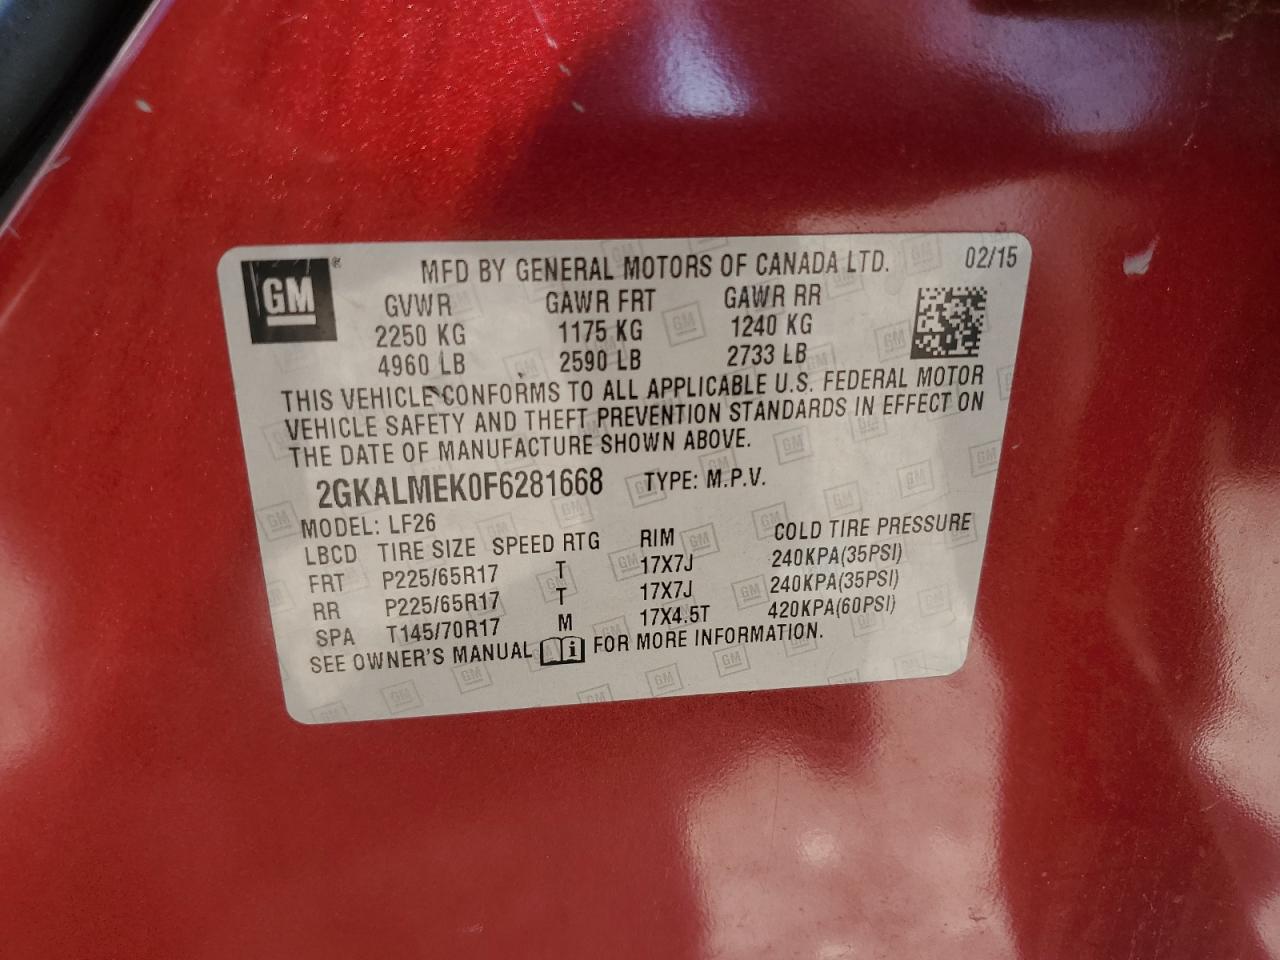 GM ® MFD BY GENERAL MOTORS OF CANADA LTD. 02/15
GVWR GAWR FRT GAWR RR
2250 KG 1175 KG 1240 KG
4960 LB 2590 LB 2733 LB
THIS VEHICLE CONFORMS TO ALL APPLICABLE U.S. FEDERAL MOTOR
VEHICLE SAFETY AND THEFT PREVENTION STANDARDS IN EFFECT ON
THE DATE OF MANUFACTURE SHOWN ABOVE.
2GKALMEK0F6281668 TYPE: M.P.V.
MODEL: LF26
LBCD TIRE SIZE SPEED RTG RIM COLD TIRE PRESSURE
FRT P225/65R17 T 17X7J 240KPA(35PSI)
RR P225/65R17 T 17X7J 240KPA(35PSI)
SPA T145/70R17 M 17X4.5T 420KPA(60PSI)
SEE OWNER'S MANUAL i FOR MORE INFORMATION.